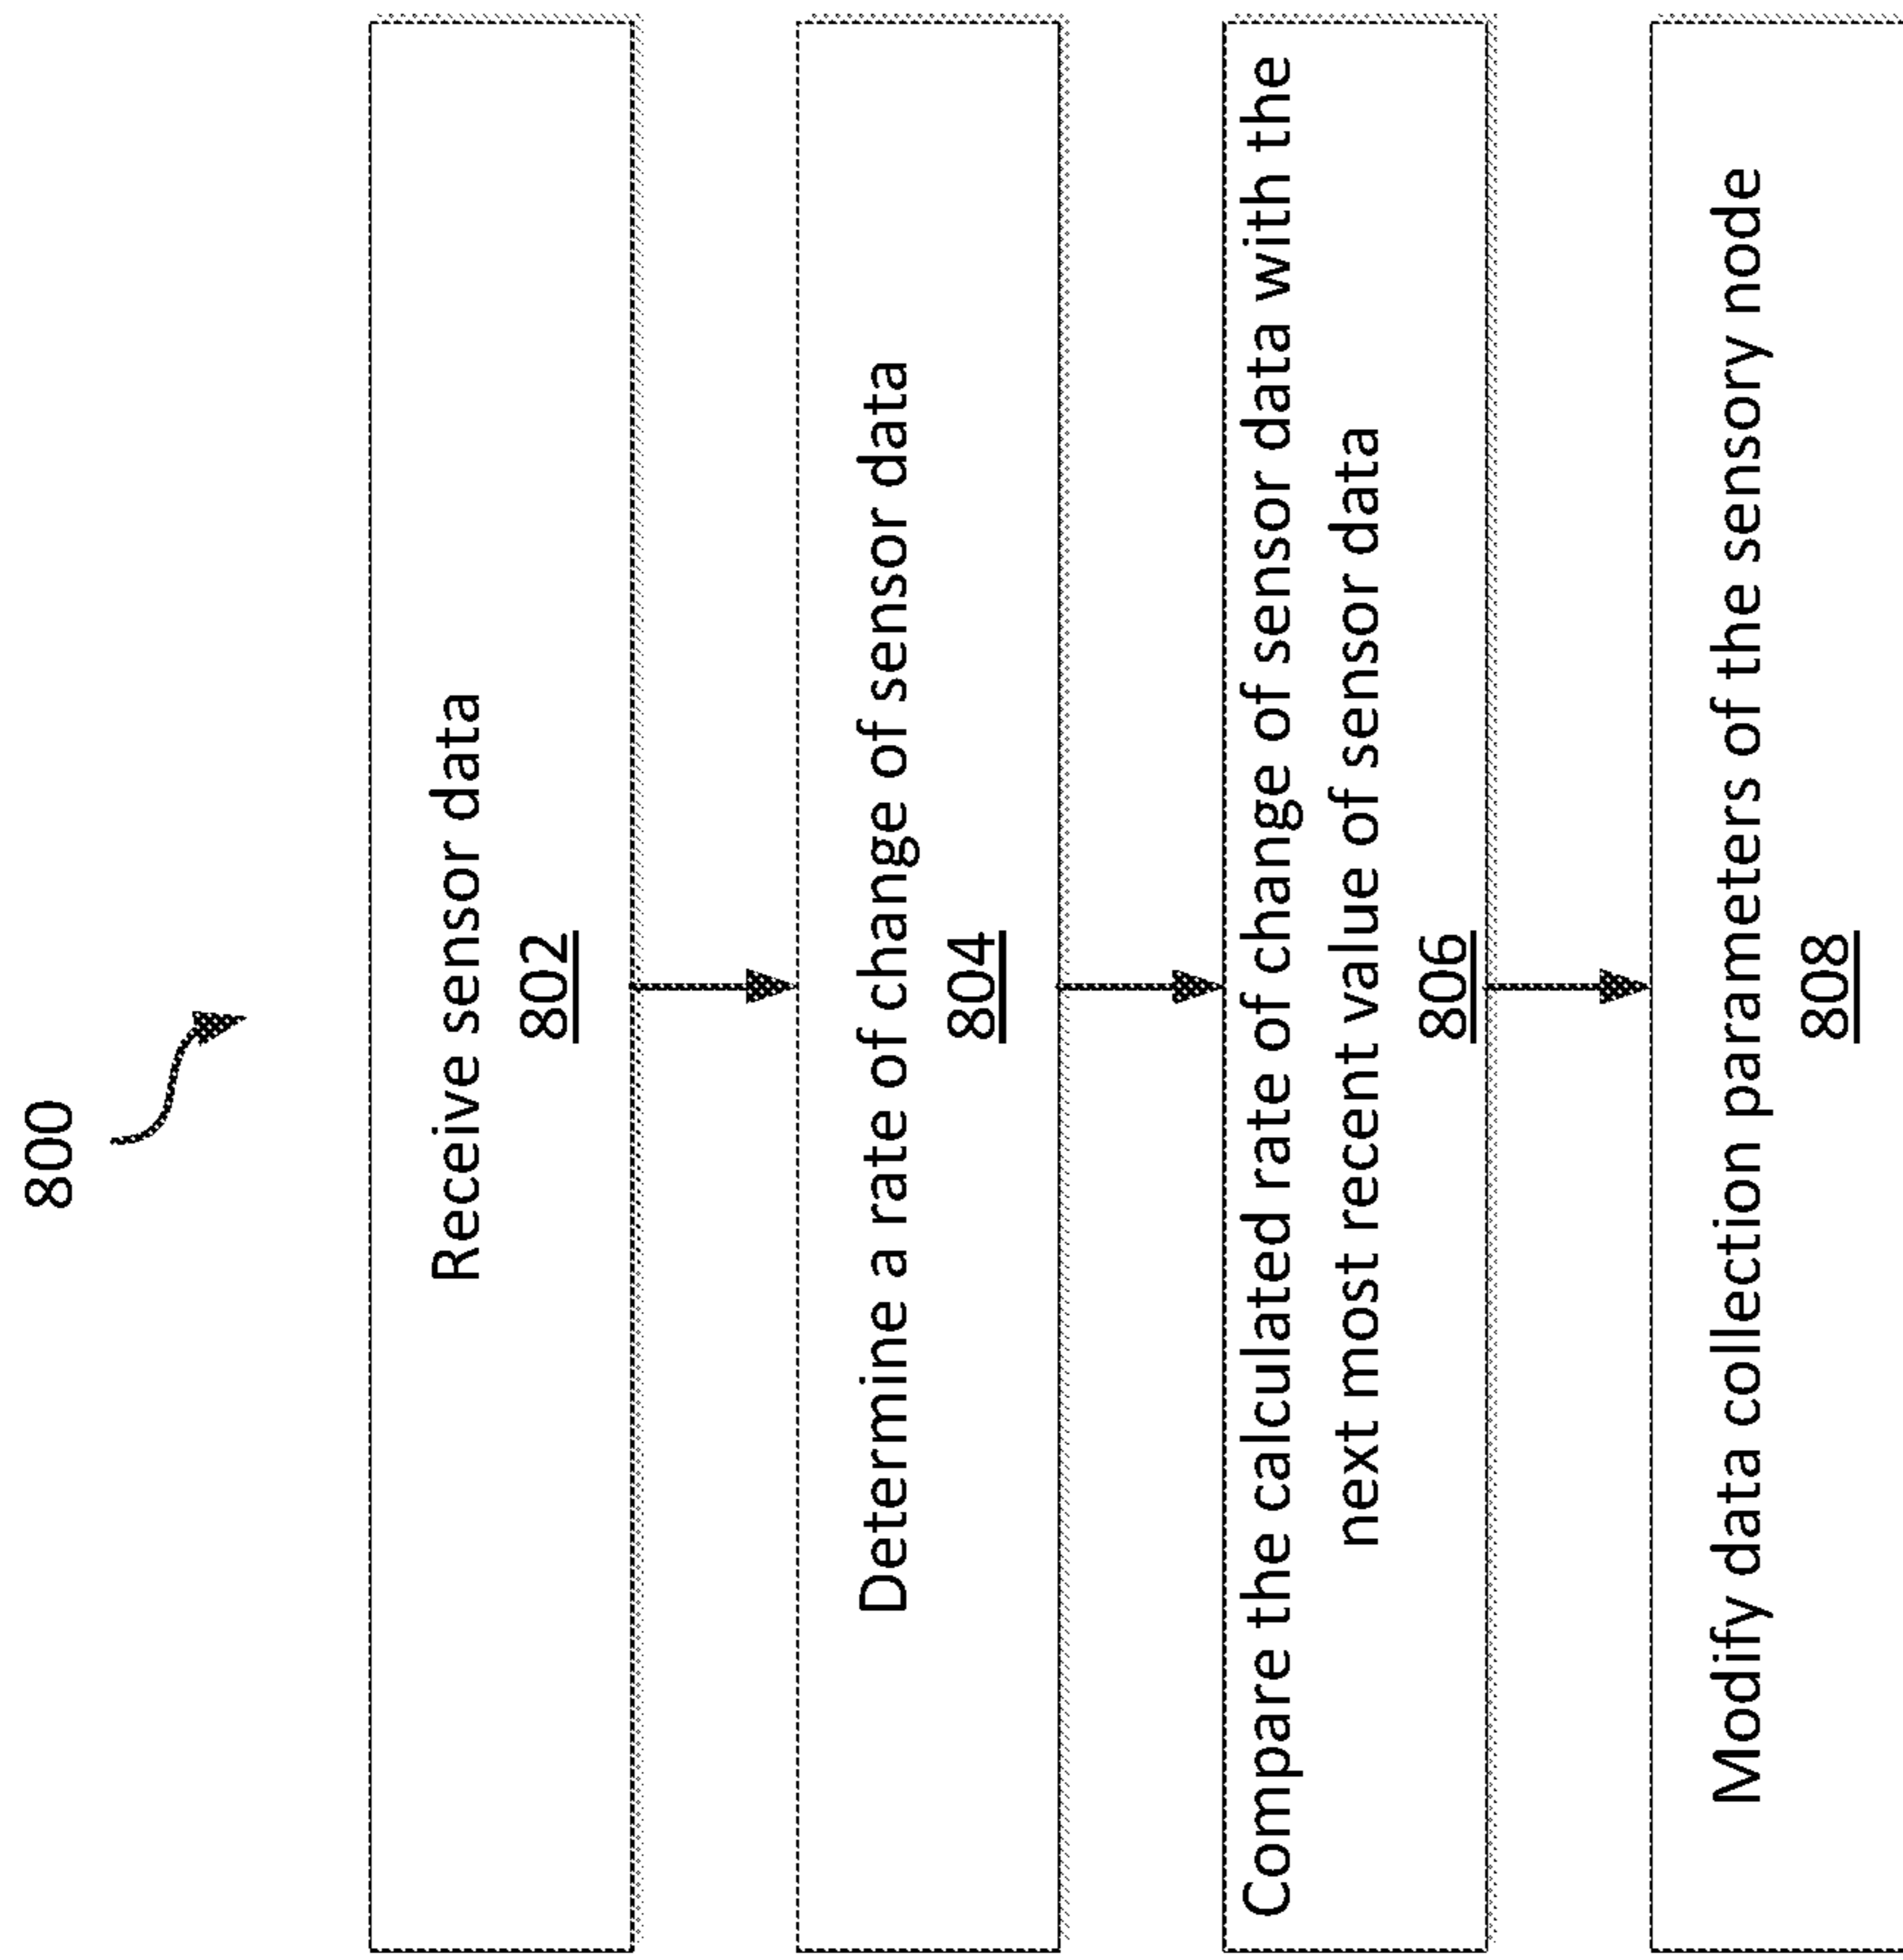 800
Receive sensor data
802
Determine a rate of change of sensor data
804
Compare the calculated rate of change of sensor data with the
next most recent value of sensor data
806
Modify data collection parameters of the sensory node
808